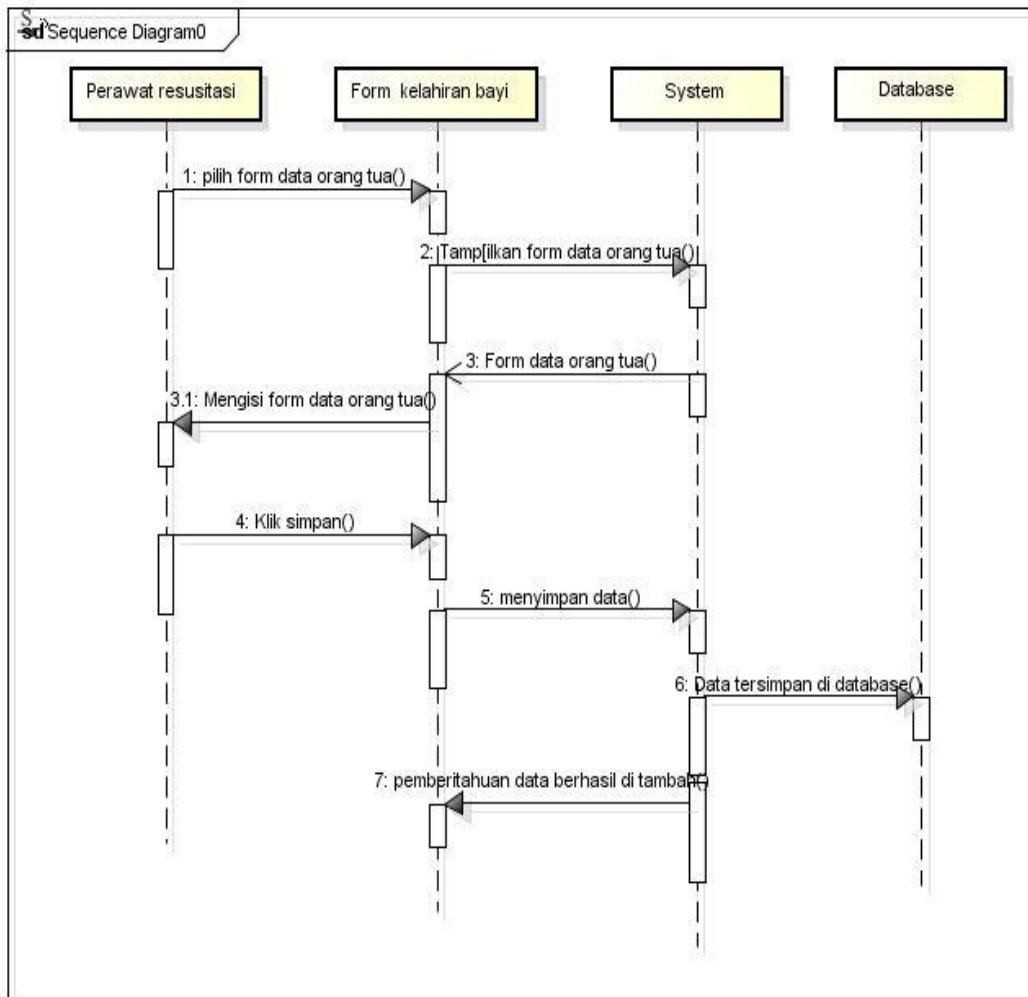 S
sd Sequence Diagram0
Perawat resusitasi
Form kelahiran bayi
System
Database
1: pilih form data orang tua()
2: Tamp[ilkan form data orang tua()
3: Form data orang tua()
3.1: Mengisi form data orang tua()
4: Klik simpan()
5: menyimpan data()
6: Data tersimpan di database()
7: pemberitahuan data berhasil di tambah()